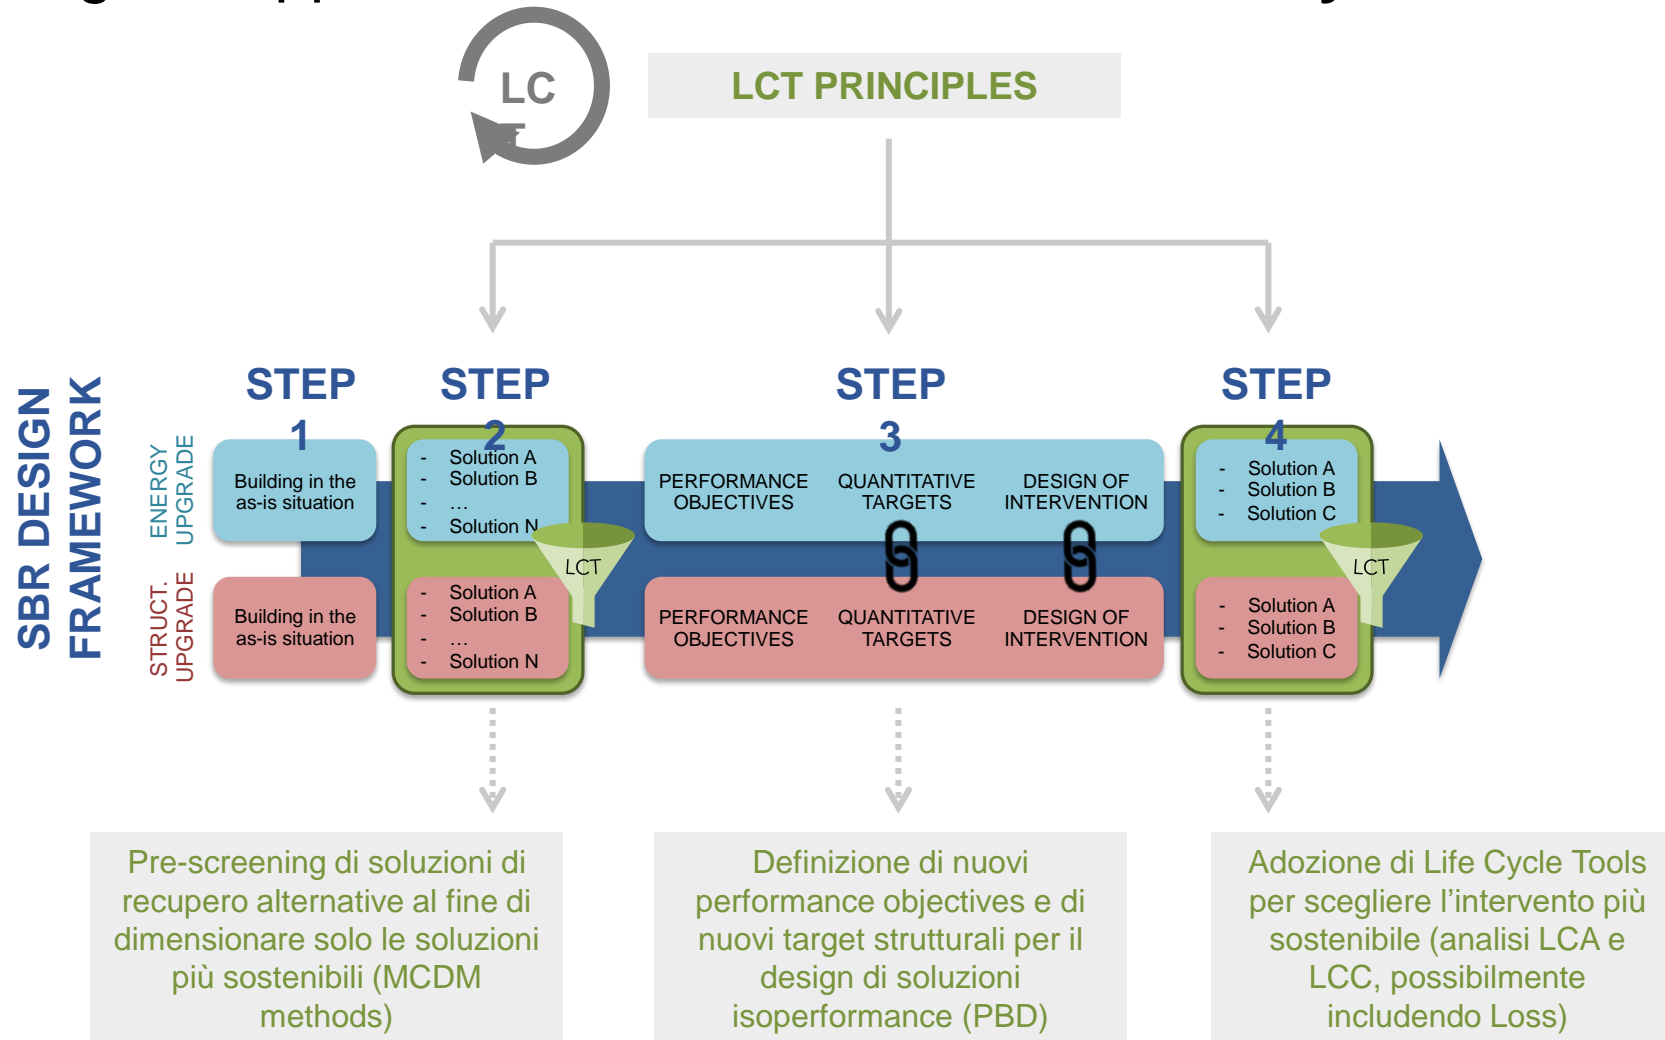 LC
T
LCT PRINCIPLES
SBR DESIGN
FRAMEWORK
ENERGY
UPGRADE
STRUCT.
UPGRADE
STEP
1
STEP
2
STEP
3
STEP
4
Building in the
as-is situation
- Solution A
- Solution B
- …
- Solution N
PERFORMANCE
OBJECTIVES
QUANTITATIVE
TARGETS
DESIGN OF
INTERVENTION
- Solution A
- Solution B
- Solution C
LCT
LCT
Building in the
as-is situation
- Solution A
- Solution B
- …
- Solution N
PERFORMANCE
OBJECTIVES
QUANTITATIVE
TARGETS
DESIGN OF
INTERVENTION
- Solution A
- Solution B
- Solution C
Pre-screening di soluzioni di
recupero alternative al fine di
dimensionare solo le soluzioni
più sostenibili (MCDM
methods)
Definizione di nuovi
performance objectives e di
nuovi target strutturali per il
design di soluzioni
isoperformance (PBD)
Adozione di Life Cycle Tools
per scegliere l’intervento più
sostenibile (analisi LCA e
LCC, possibilmente
includendo Loss)